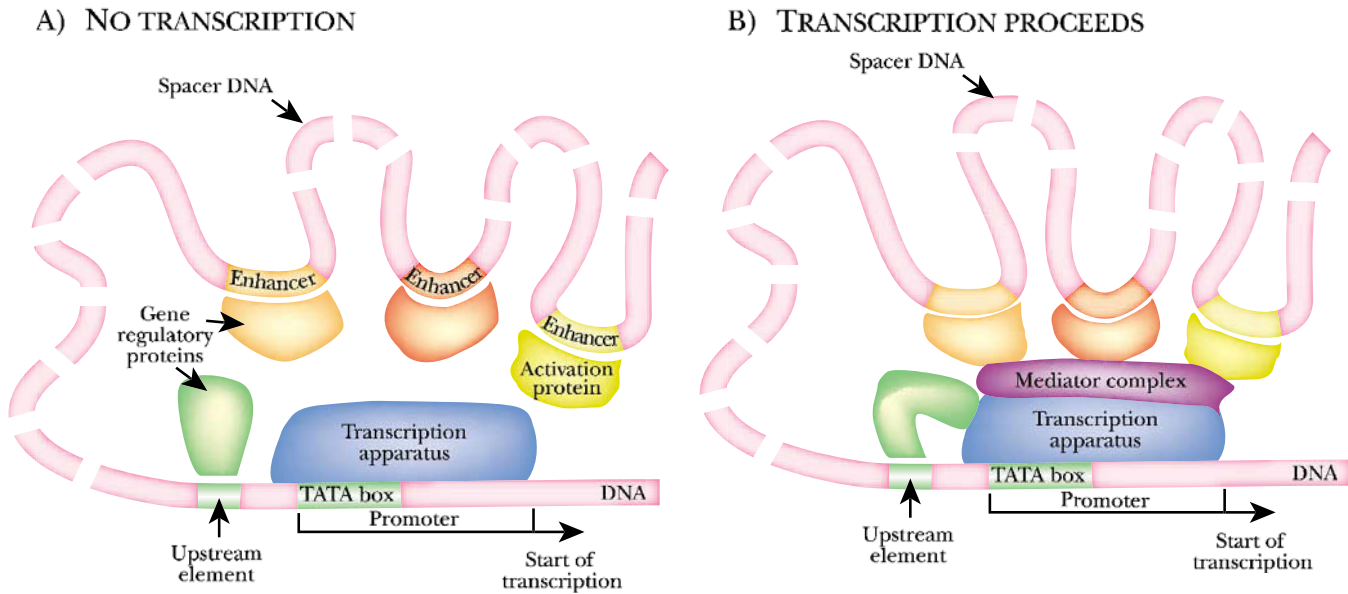 A) NO TRANSCRIPTION
Spacer DNA
Enhancer
Enhancer
Enhancer
Gene
regulatory
proteins
Activation
protein
Transcription
apparatus
TATA box
DNA
Promoter
Upstream
element
Start of
transcription
B) TRANSCRIPTION PROCEEDS
Spacer DNA
Mediator complex
Transcription
apparatus
TATA box
DNA
Promoter
Upstream
element
Start of
transcription